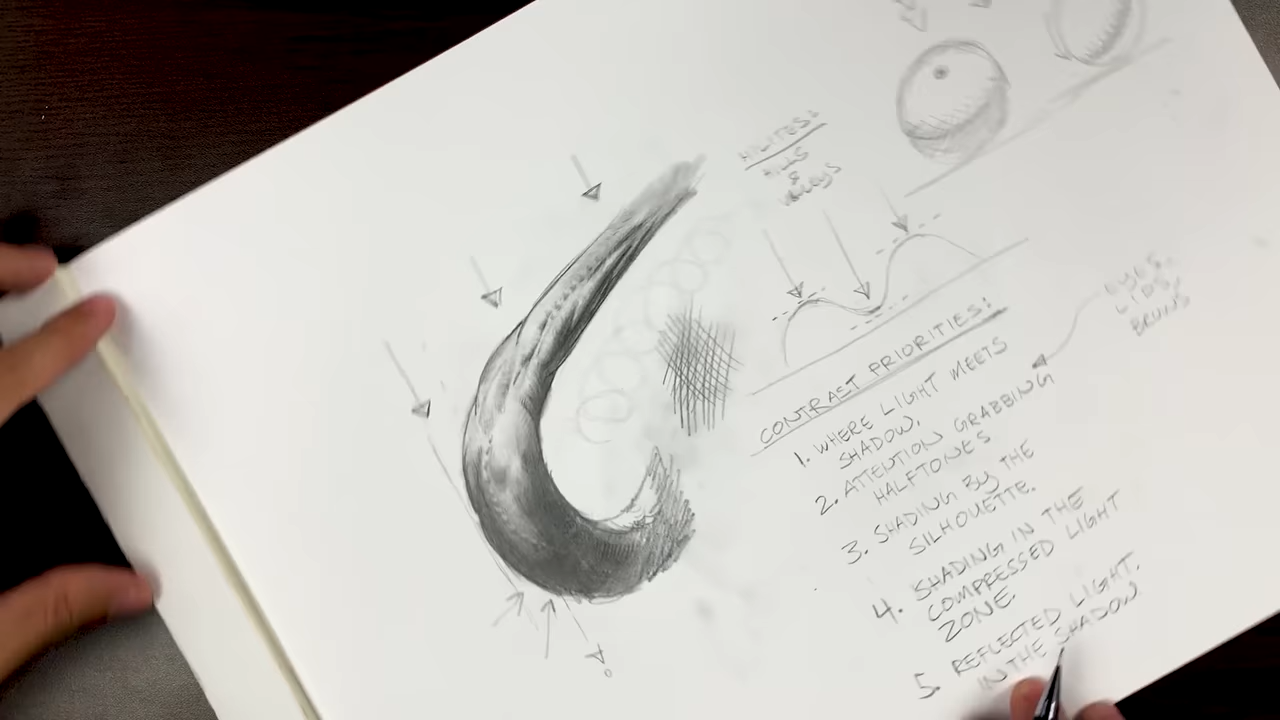 HILITES:
HILLS
&
VALLEYS
EYES,
LIDS,
BROWS
CONTRAST PRIORITIES:
1. WHERE LIGHT MEETS
SHADOW.
2. ATTENTION GRABBING
HALFTONES
3. SHADING BY THE
SILHOUETTE.
4. SHADING IN THE
COMPRESSED LIGHT
ZONE.
5. REFLECTED LIGHT.
IN THE SHADOW.